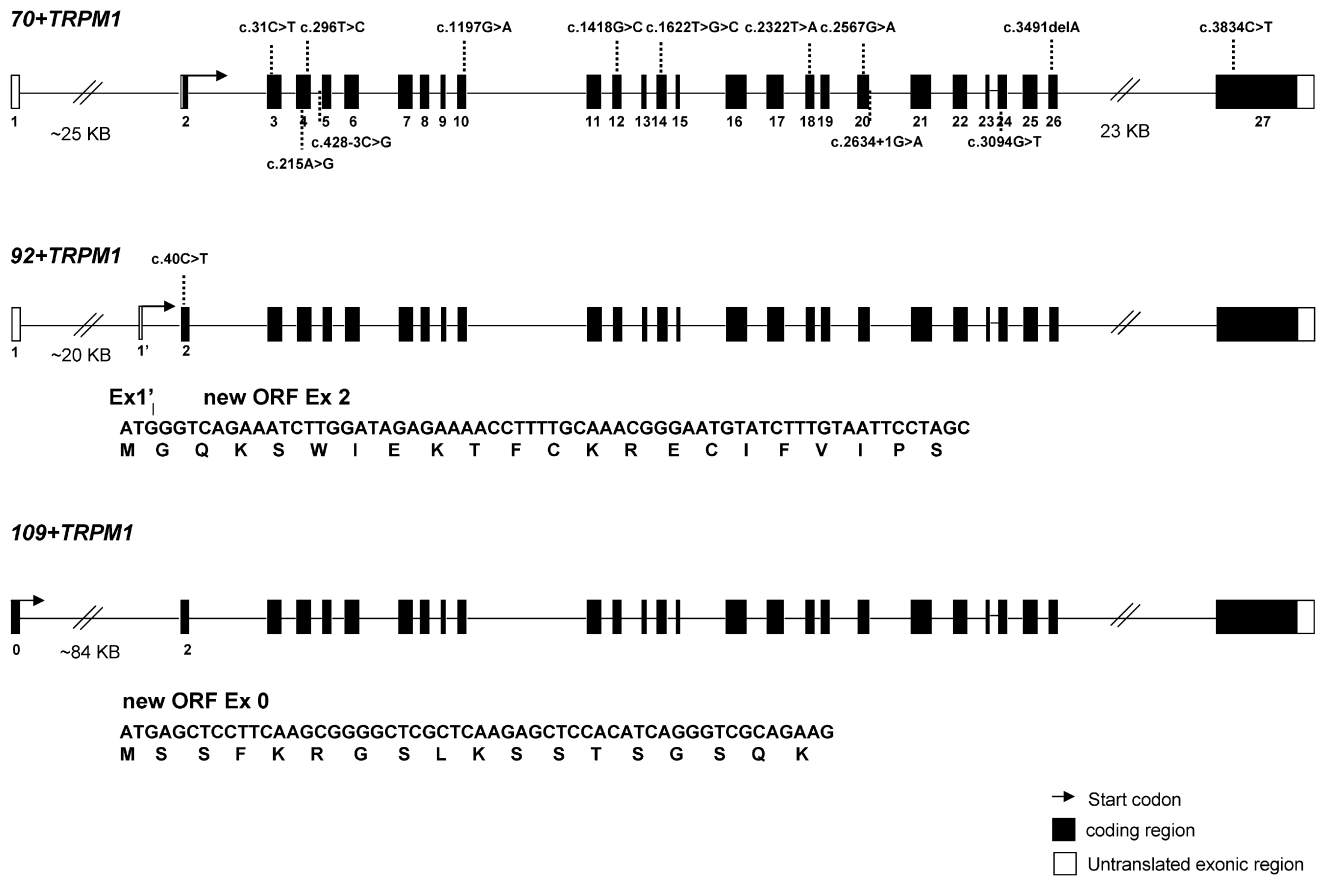 70+TRPM1
c.31C>T c.296T>C c.1197G>A c.1418G>C c.1622T>G>C c.2322T>A c.2567G>A c.3491delA c.3834C>T
1 2 3 4 5 6 7 8 9 10 11 12 13 14 15 16 17 18 19 20 21 22 23 24 25 26 27
~25 KB 23 KB
c.428-3C>G c.2634+1G>A c.3094G>T
c.215A>G
92+TRPM1
c.40C>T
1 1' 2
~20 KB
Ex1' new ORF Ex 2
ATGGGTCAGAAATCTTGGATAGAGAAAACCTTTTGCAAACGGGAATGTATCTTTGTAATTCCTAGC
M G Q K S W I E K T F C K R E C I F V I P S
109+TRPM1
0 2
~84 KB
new ORF Ex 0
ATGAGCTCCTTCAAGCGGGGCTCGCTCAAGAGCTCCACATCAGGGTCGCAGAAG
M S S F K R G S L K S S T S G S Q K
Start codon
coding region
Untranslated exonic region